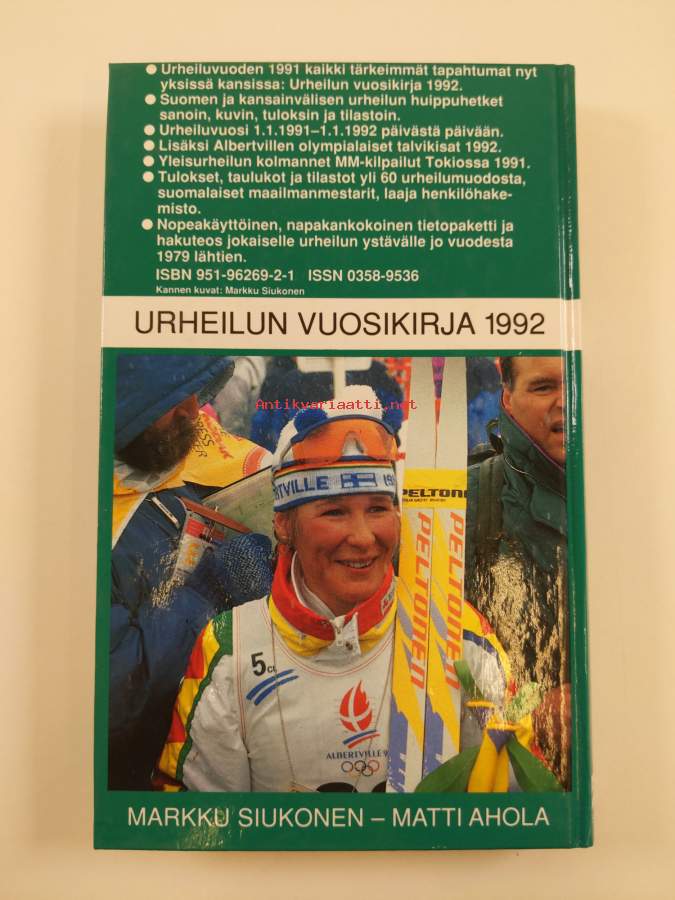 ● Urheiluvuoden 1991 kaikki tärkeimmät tapahtumat nyt
yksissä kansissa: Urheilun vuosikirja 1992.
● Suomen ja kansainvälisen urheilun huippuhetket
sanoin, kuvin, tuloksin ja tilastoin.
● Urheiluvuosi 1.1.1991–1.1.1992 päivästä päivään.
● Lisäksi Albertvillen olympialaiset talvikisat 1992.
● Yleisurheilun kolmannet MM-kilpailut Tokiossa 1991.
● Tulokset, taulukot ja tilastot yli 60 urheilumuodosta,
suomalaiset maailmanmestarit, laaja henkilöhake-
misto.
● Nopeakäyttöinen, napakankokoinen tietopaketti ja
hakuteos jokaiselle urheilun ystävälle jo vuodesta
1979 lähtien.
ISBN 951-96269-2-1 ISSN 0358-9536
Kannen kuvat: Markku Siukonen
URHEILUN VUOSIKIRJA 1992
Antikvariaatti.net
RTVILLE
PELTONE
PELTONEN
PELTONEN
5
ALBERTVILLE 9
MARKKU SIUKONEN – MATTI AHOLA